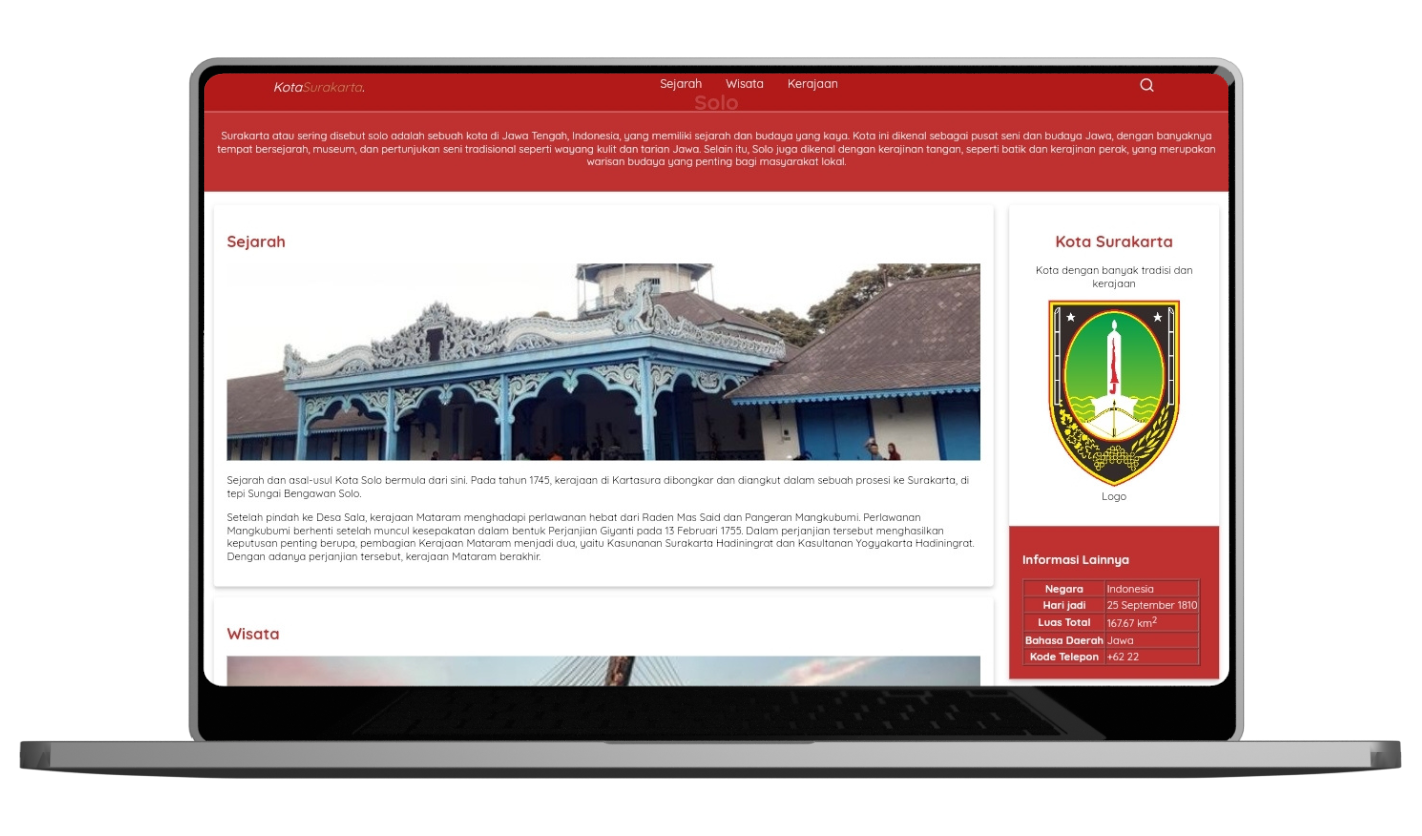 KotaSurakarta.
Sejarah Wisata Kerajaan
Solo
Surakarta atau sering disebut solo adalah sebuah kota di Jawa Tengah, Indonesia, yang memiliki sejarah dan budaya yang kaya. Kota ini dikenal sebagai pusat seni dan budaya Jawa, dengan banyaknya
tempat bersejarah, museum, dan pertunjukan seni tradisional seperti wayang kulit dan tarian Jawa. Selain itu, Solo juga dikenal dengan kerajinan tangan, seperti batik dan kerajinan perak, yang merupakan
warisan budaya yang penting bagi masyarakat lokal.
Sejarah
Sejarah dan asal-usul Kota Solo bermula dari sini. Pada tahun 1745, kerajaan di Kartasura dibongkar dan diangkut dalam sebuah prosesi ke Surakarta, di
tepi Sungai Bengawan Solo.
Setelah pindah ke Desa Sala, kerajaan Mataram menghadapi perlawanan hebat dari Raden Mas Said dan Pangeran Mangkubumi. Perlawanan
Mangkubumi berhenti setelah muncul kesepakatan dalam bentuk Perjanjian Giyanti pada 13 Februari 1755. Dalam perjanjian tersebut menghasilkan
keputusan penting berupa, pembagian Kerajaan Mataram menjadi dua, yaitu Kasunanan Surakarta Hadiningrat dan Kasultanan Yogyakarta Hadiningrat.
Dengan adanya perjanjian tersebut, kerajaan Mataram berakhir.
Wisata
Kota Surakarta
Kota dengan banyak tradisi dan
kerajaan
Logo
Informasi Lainnya
Negara Indonesia
Hari jadi 25 September 1810
Luas Total 167.67 km²
Bahasa Daerah Jawa
Kode Telepon +62 22